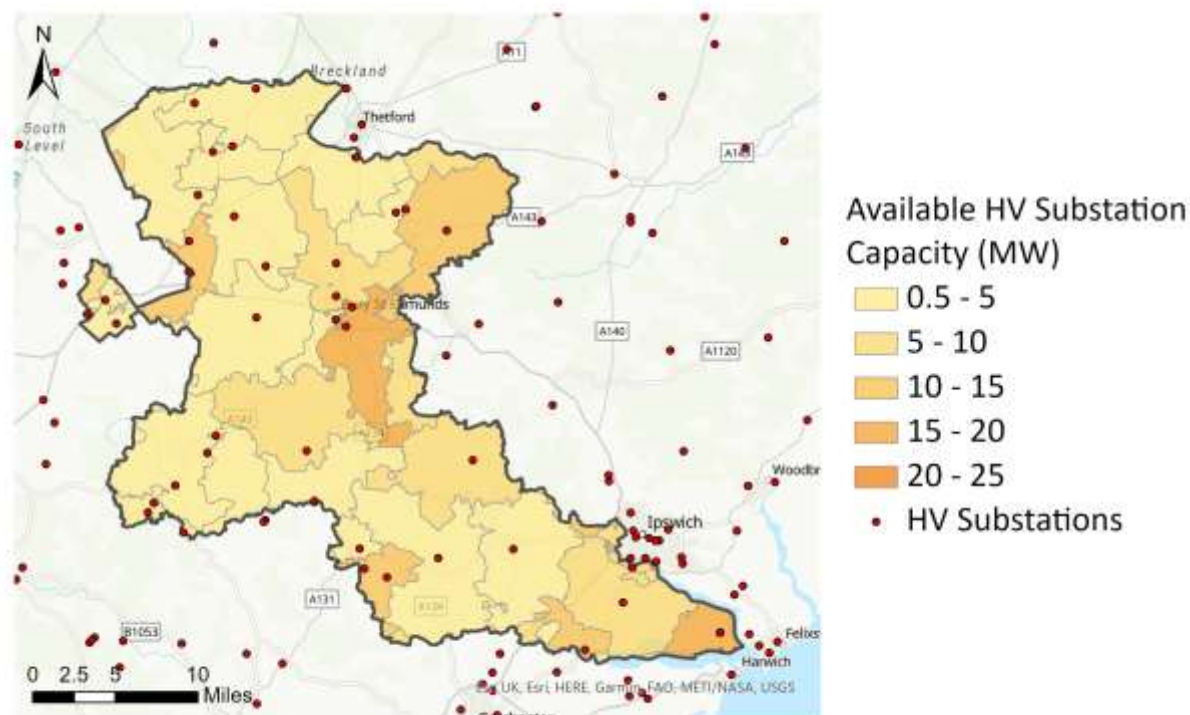 N
A11
Breckland
Thetford
South
Level
A143
A143
Available HV Substation
Capacity (MW)
0.5 - 5
5 - 10
10 - 15
15 - 20
20 - 25
HV Substations
A140
A1120
Woodbr
Ipswich
A131
B1053
Felixs
Harwich
0 2.5 5 10
Miles
Esri UK, Esri, HERE, Garmin, FAO, METI/NASA, USGS